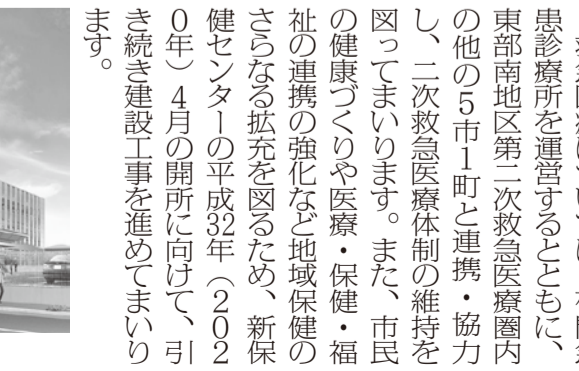 患診療所を運営するとともに、
東部南地区第二次救急医療圏内
の他の5市1町と連携・協力
し、二次救急医療体制の維持を
図ってまいります。また、市民
の健康づくりや医療・保健・福
祉の連携の強化など地域保健の
さらなる拡充を図るため、新保
健センターの平成32年(202
0年)4月の開所に向けて、引
き続き建設工事を進めてまいり
ます。